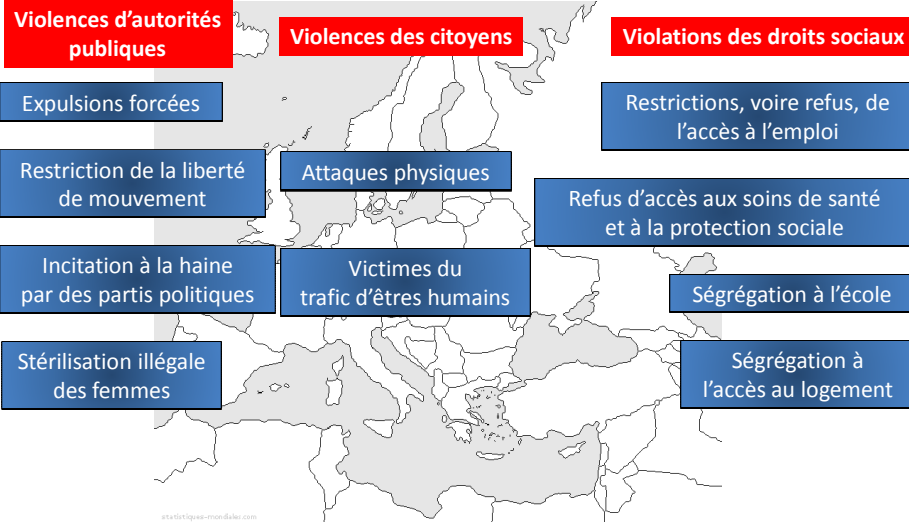 Violences d'autorités
publiques
Expulsions forcées
Restriction de la liberté
de mouvement
Incitation à la haine
par des partis politiques
Stérilisation illégale
des femmes
Violences des citoyens
Attaques physiques
Victimes du
trafic d'êtres humains
Violations des droits sociaux
Restrictions, voire refus, de
l'accès à l'emploi
Refus d'accès aux soins de santé
et à la protection sociale
Ségrégation à l'école
Ségrégation à
l'accès au logement
statistiques-mondiales.com